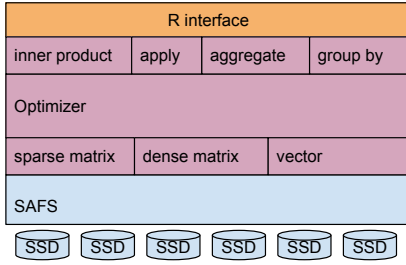 R interface
inner product apply aggregate group by
Optimizer
sparse matrix dense matrix vector
SAFS
SSD SSD SSD SSD SSD SSD